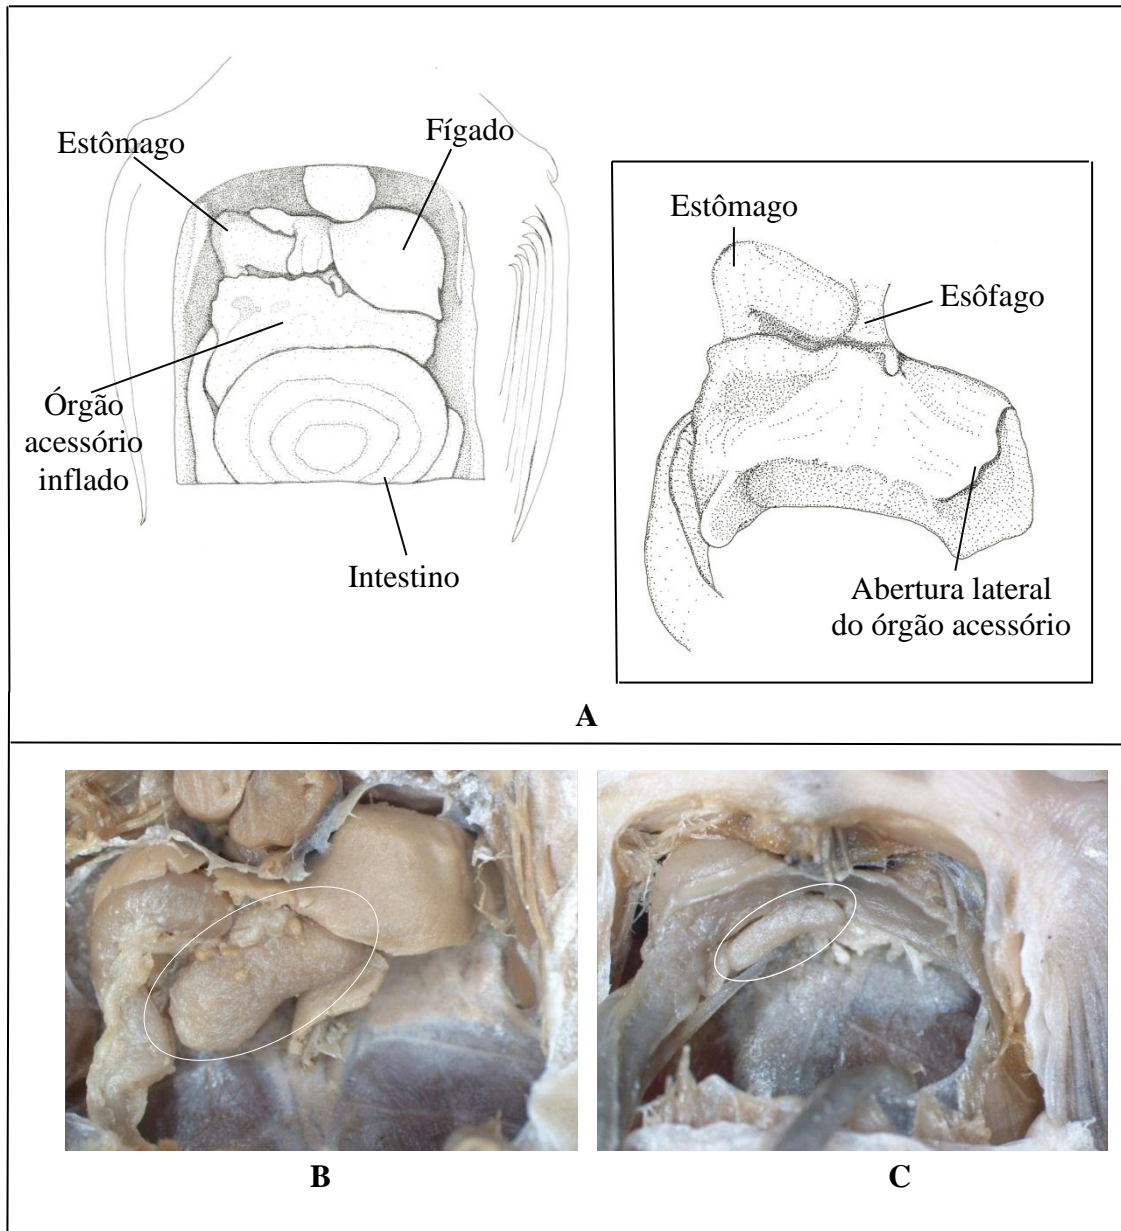 Estômago
Fígado
Órgão
acessório
inflado
Intestino
Estômago
Esôfago
Abertura lateral
do órgão acessório
A
B
C